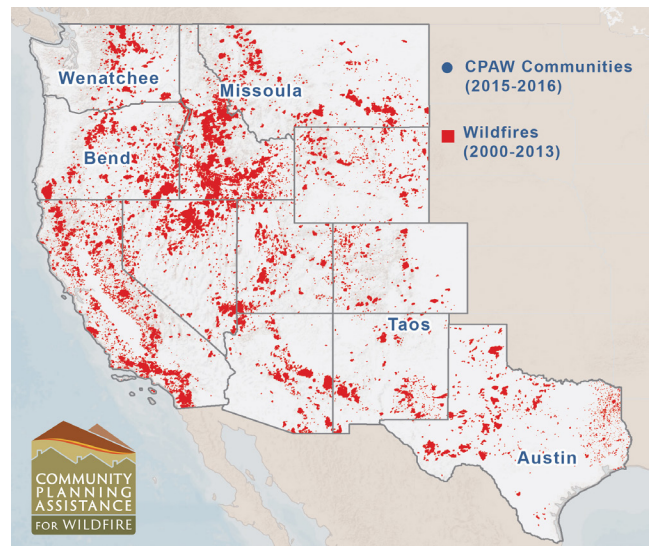 Wenatchee
Missoula
CPAW Communities
(2015-2016)
Wildfires
(2000-2013)
Bend
Taos
Austin
COMMUNITY
PLANNING
ASSISTANCE
FOR WILDFIRE